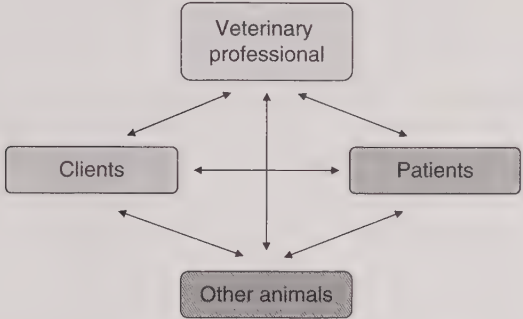 Veterinary
professional
Clients
Patients
Other animals